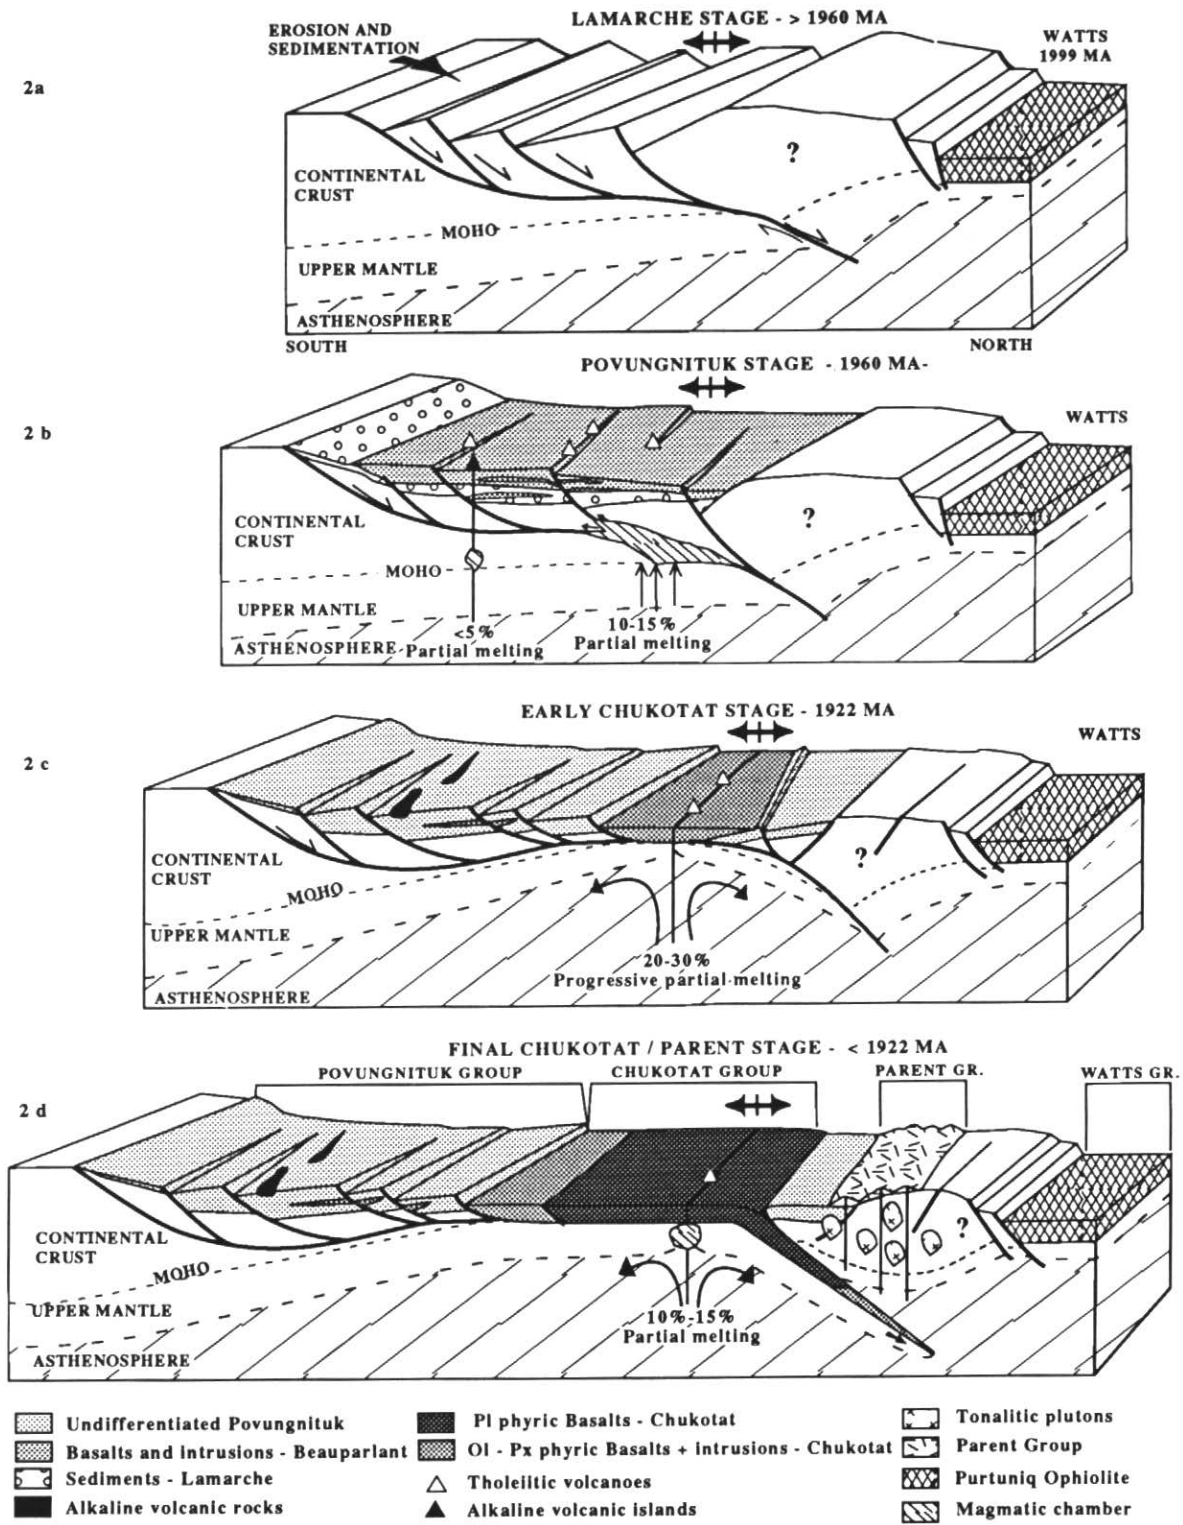 LAMARCHE STAGE - > 1960 MA
EROSION AND
SEDIMENTATION
WATTS
1999 MA
2a
?
CONTINENTAL
CRUST
MOHO
UPPER MANTLE
ASTHENOSPHERE
SOUTH
NORTH
POVUNGNITUK STAGE - 1960 MA-
WATTS
2 b
?
CONTINENTAL
CRUST
MOHO
UPPER MANTLE
<5%
10-15%
ASTHENOSPHERE
Partial melting
Partial melting
EARLY CHUKOTAT STAGE - 1922 MA
WATTS
2 c
?
CONTINENTAL
CRUST
MOHO
UPPER MANTLE
20-30%
Progressive partial melting
ASTHENOSPHERE
FINAL CHUKOTAT / PARENT STAGE - < 1922 MA
POVUNGNITUK GROUP
CHUKOTAT GROUP
PARENT GR.
WATTS GR.
2 d
?
CONTINENTAL
CRUST
MOHO
UPPER MANTLE
10%-15%
Partial melting
ASTHENOSPHERE
Undifferentiated Povungnituk
Basalts and intrusions - Beauparlant
Sediments - Lamarche
Alkaline volcanic rocks
Pl phyric Basalts - Chukotat
Ol - Px phyric Basalts + intrusions - Chukotat
Tholeiitic volcanoes
Alkaline volcanic islands
Tonalitic plutons
Parent Group
Purtuniq Ophiolite
Magmatic chamber